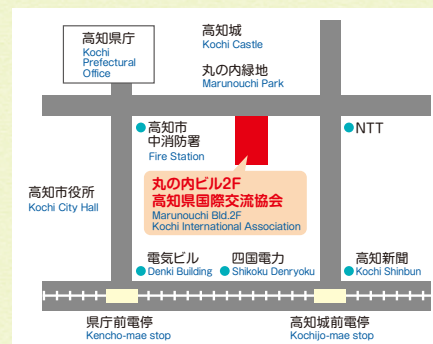 高知県庁
Kochi
Prefectural
Office
高知城
Kochi Castle
丸の内緑地
Marunouchi Park
高知市
中消防署
Fire Station
NTT
丸の内ビル2F
高知県国際交流協会
Marunouchi Bld.2F
Kochi International Association
高知市役所
Kochi City Hall
電気ビル
Denki Building
四国電力
Shikoku Denryoku
高知新聞
Kochi Shinbun
県庁前電停
Kencho-mae stop
高知城前電停
Kochijo-mae stop